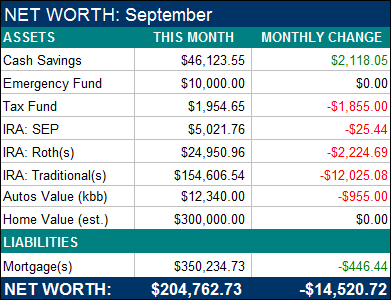 NET WORTH: September
ASSETS THIS MONTH MONTHLY CHANGE
Cash Savings $46,123.55 $2,118.05
Emergency Fund $10,000.00 $0.00
Tax Fund $1,954.65 -$1,855.00
IRA: SEP $5,021.76 -$25.44
IRA: Roth(s) $24,950.96 -$2,224.69
IRA: Traditional(s) $154,606.54 -$12,025.08
Autos Value (kbb) $12,340.00 -$955.00
Home Value (est.) $300,000.00 $0.00
LIABILITIES
Mortgage(s) $350,234.73 -$446.44
NET WORTH: $204,762.73 -$14,520.72